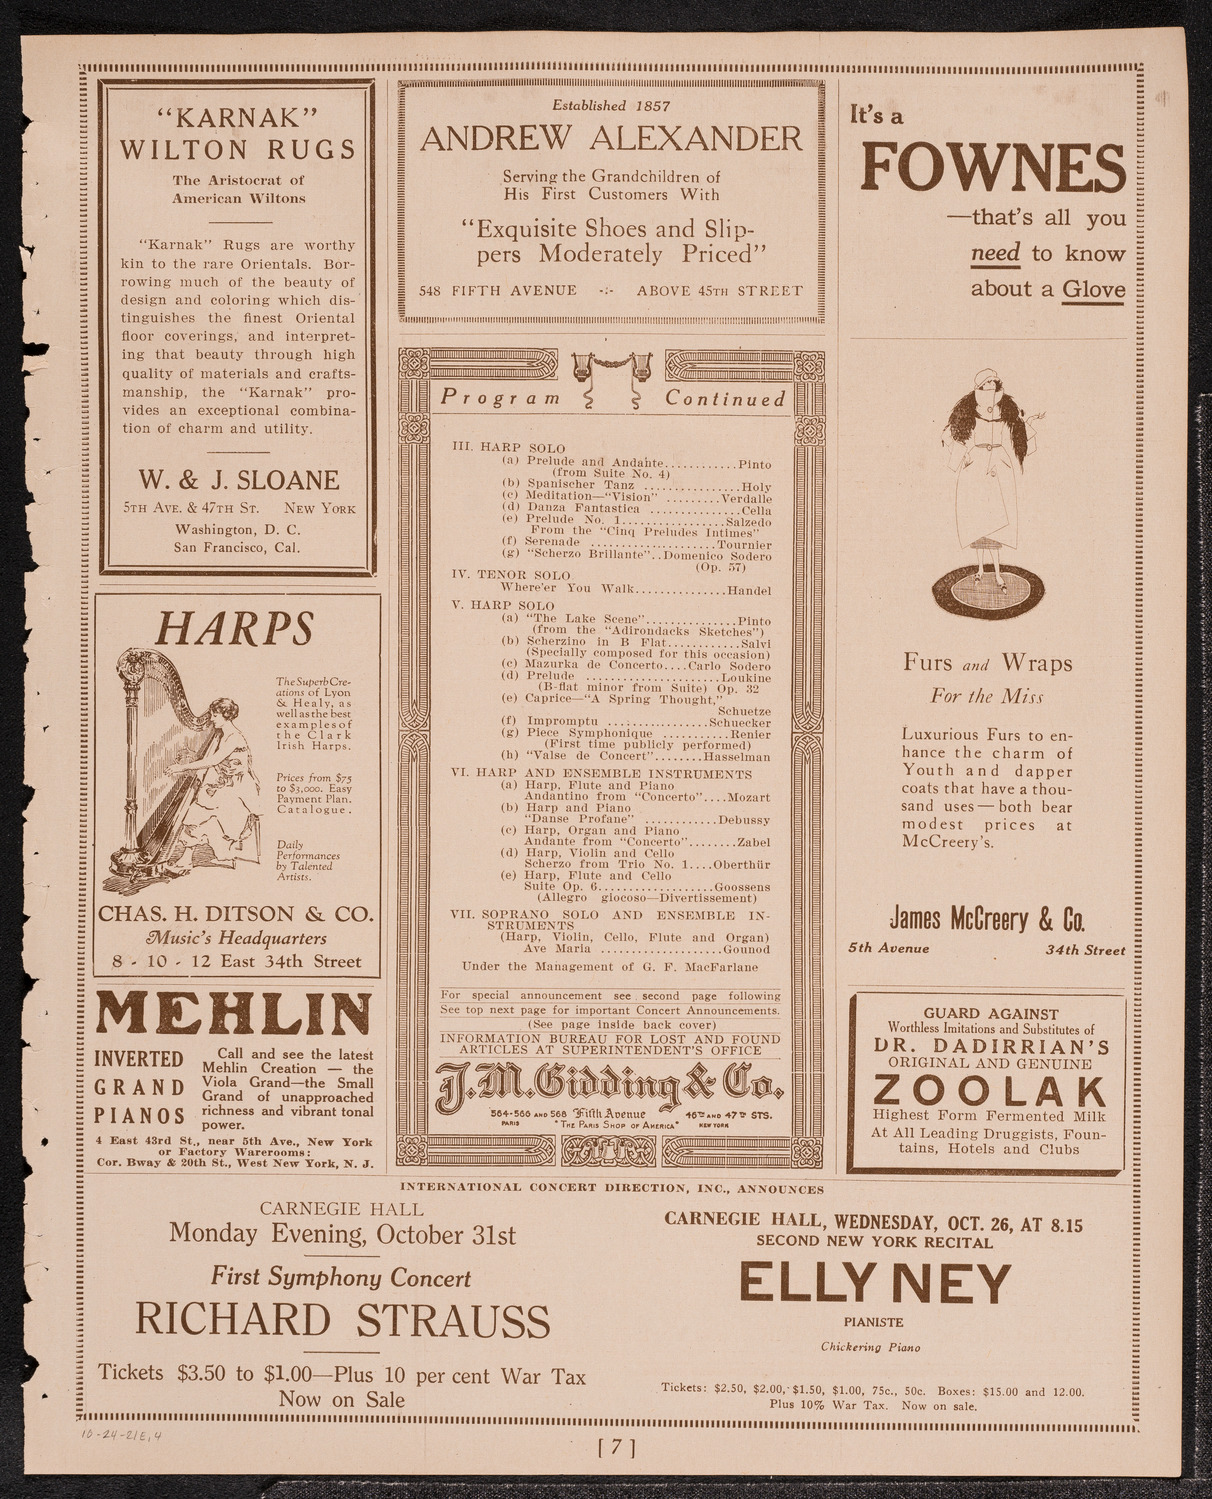 "KARNAK"
WILTON RUGS
The Aristocrat of
American Wiltons
"Karnak" Rugs are worthy
kin to the rare Orientals. Bor-
rowing much of the beauty of
design and coloring which dis-
tinguishes the finest Oriental
floor coverings, and interpret-
ing that beauty through high
quality of materials and crafts-
manship, the "Karnak" pro-
vides an exceptional combina-
tion of charm and utility.
W. & J. SLOANE
5TH AVE. & 47TH ST. NEW YORK
Washington, D. C.
San Francisco, Cal.
HARPS
The Superb Cre-
ations of Lyon
& Healy, as
well as the best
examples of
the Clark
Irish Harps.
Prices from $75
to $3,000. Easy
Payment Plan.
Catalogue.
Daily
Performances
by Talented
Artists.
CHAS. H. DITSON & CO.
Music's Headquarters
8 - 10 - 12 East 34th Street
MEHLIN
INVERTED
GRAND
PIANOS
Call and see the latest
Mehlin Creation — the
Viola Grand—the Small
Grand of unapproached
richness and vibrant tonal
power.
4 East 43rd St., near 5th Ave., New York
or Factory Warerooms:
Cor. Bway & 20th St., West New York, N. J.
Established 1857
ANDREW ALEXANDER
Serving the Grandchildren of
His First Customers With
"Exquisite Shoes and Slip-
pers Moderately Priced"
548 FIFTH AVENUE -:- ABOVE 45TH STREET
Program Continued
III. HARP SOLO
(a) Prelude and Andante............Pinto
(from Suite No. 4)
(b) Spanischer Tanz ...............Holy
(c) Meditation—"Vision" .........Verdalle
(d) Danza Fantastica ..............Cella
(e) Prelude No. 1................Salzedo
From the "Cinq Preludes Intimes"
(f) Serenade ....................Tournier
(g) "Scherzo Brillante"..Domenico Sodero
(Op. 57)
IV. TENOR SOLO
Where'er You Walk..............Handel
V. HARP SOLO
(a) "The Lake Scene"..............Pinto
(from the "Adirondacks Sketches")
(b) Scherzino in B Flat...........Salvi
(Specially composed for this occasion)
(c) Mazurka de Concerto....Carlo Sodero
(d) Prelude .....................Loukine
(B-flat minor from Suite) Op. 32
(e) Caprice—"A Spring Thought,"
Schuetze
(f) Impromptu ...............Schuecker
(g) Piece Symphonique ...........Renier
(First time publicly performed)
(h) "Valse de Concert"........Hasselman
VI. HARP AND ENSEMBLE INSTRUMENTS
(a) Harp, Flute and Piano
Andantino from "Concerto"....Mozart
(b) Harp and Piano
"Danse Profane" ............Debussy
(c) Harp, Organ and Piano
Andante from "Concerto"........Zabel
(d) Harp, Violin and Cello
Scherzo from Trio No. 1....Oberthür
(e) Harp, Flute and Cello
Suite Op. 6..................Goossens
(Allegro giocoso—Divertissement)
VII. SOPRANO SOLO AND ENSEMBLE IN-
STRUMENTS
(Harp, Violin, Cello, Flute and Organ)
Ave Maria ....................Gounod
Under the Management of G. F. MacFarlane
For special announcement see second page following
See top next page for important Concert Announcements.
(See page inside back cover)
INFORMATION BUREAU FOR LOST AND FOUND
ARTICLES AT SUPERINTENDENT'S OFFICE
J.M.Gidding & Co.
564-566 AND 568 Fifth Avenue 46TH AND 47TH STS.
PARIS "THE PARIS SHOP OF AMERICA" NEW YORK
It's a
FOWNES
—that's all you
need to know
about a Glove
Furs and Wraps
For the Miss
Luxurious Furs to en-
hance the charm of
Youth and dapper
coats that have a thou-
sand uses—both bear
modest prices at
McCreery's.
James McCreery & Co.
5th Avenue 34th Street
GUARD AGAINST
Worthless Imitations and Substitutes of
DR. DADIRRIAN'S
ORIGINAL AND GENUINE
ZOOLAK
Highest Form Fermented Milk
At All Leading Druggists, Foun-
tains, Hotels and Clubs
INTERNATIONAL CONCERT DIRECTION, INC., ANNOUNCES
CARNEGIE HALL
Monday Evening, October 31st
First Symphony Concert
RICHARD STRAUSS
Tickets $3.50 to $1.00—Plus 10 per cent War Tax
Now on Sale
CARNEGIE HALL, WEDNESDAY, OCT. 26, AT 8.15
SECOND NEW YORK RECITAL
ELLY NEY
PIANISTE
Chickering Piano
Tickets: $2.50, $2.00, $1.50, $1.00, 75c., 50c. Boxes: $15.00 and 12.00.
Plus 10% War Tax. Now on sale.
10-24-21E,4
[ 7 ]